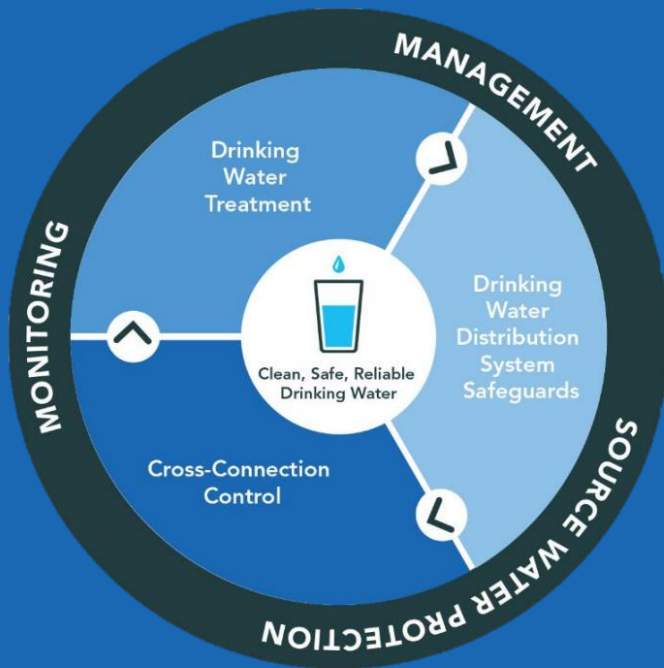 MANAGEMENT
Drinking
Water
Treatment
Drinking
Water
Distribution
System
Safeguards
MONITORING
Clean, Safe, Reliable
Drinking Water
Cross-Connection
Control
SOURCE WATER PROTECTION